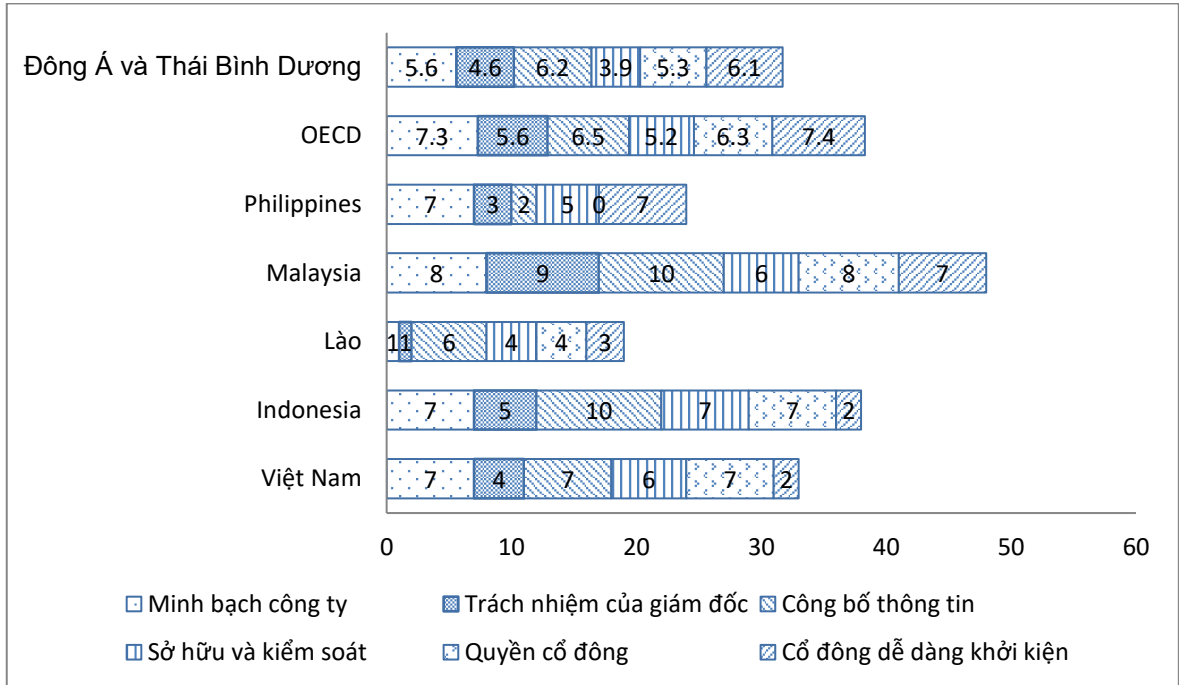 Đông Á và Thái Bình Dương 5.6 4.6 6.2 3.9 5.3 6.1
OECD 7.3 5.6 6.5 5.2 6.3 7.4
Philippines 7 3 2 5 0 7
Malaysia 8 9 10 6 8 7
Lào 1 1 6 4 4 3
Indonesia 7 5 10 7 7 2
Việt Nam 7 4 7 6 7 2
0 10 20 30 40 50 60
Minh bạch công ty Trách nhiệm của giám đốc Công bố thông tin
Sở hữu và kiểm soát Quyền cổ đông Cổ đông dễ dàng khởi kiện